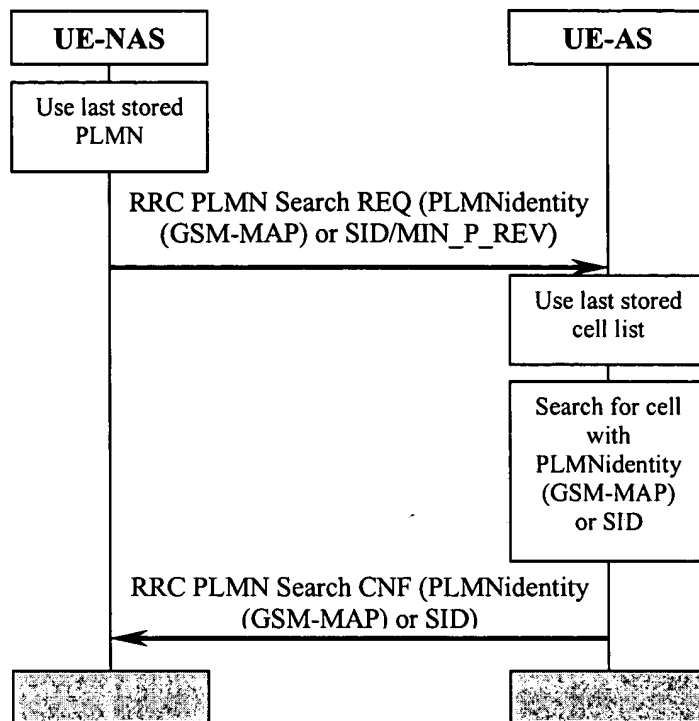 UE-NAS
UE-AS
Use last stored
PLMN
RRC PLMN Search REQ (PLMNidentity
(GSM-MAP) or SID/MIN_P_REV)
Use last stored
cell list
Search for cell
with
PLMNidentity
(GSM-MAP)
or SID
RRC PLMN Search CNF (PLMNidentity
(GSM-MAP) or SID)